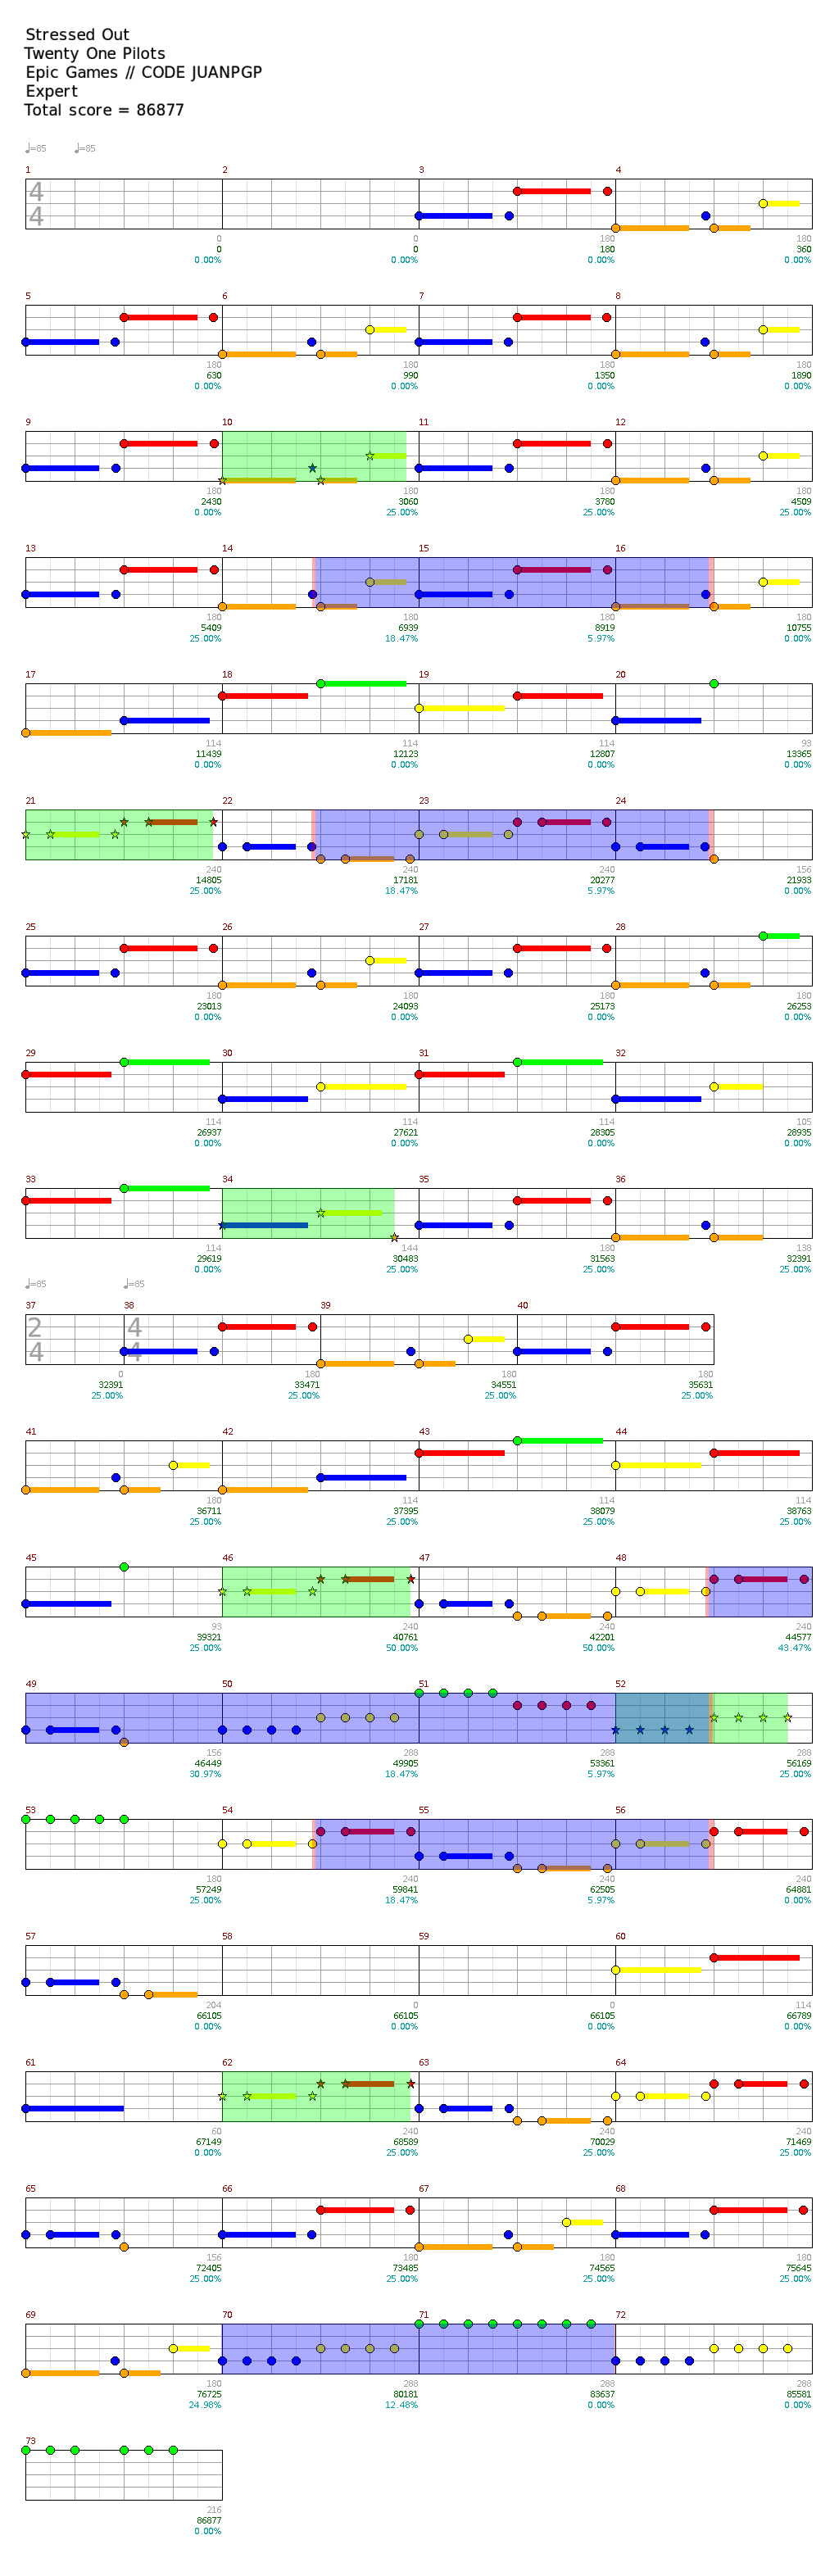 Stressed Out
Twenty One Pilots
Epic Games // CODE JUANPGP
Expert
Total score = 86877
♩=85 ♩=85
1 2 3 4
4
4
0 0 180 180
0 0 180 360
0.00% 0.00% 0.00% 0.00%
5 6 7 8
180 180 180 180
630 990 1350 1890
0.00% 0.00% 0.00% 0.00%
9 10 11 12
180 180 180 180
2430 3060 3780 4509
0.00% 25.00% 25.00% 25.00%
13 14 15 16
180 180 180 180
5409 6939 8919 10755
25.00% 18.47% 5.97% 0.00%
17 18 19 20
114 114 114 93
11439 12123 12807 13365
0.00% 0.00% 0.00% 0.00%
21 22 23 24
240 240 240 156
14805 17181 20277 21933
25.00% 18.47% 5.97% 0.00%
25 26 27 28
180 180 180 180
23013 24093 25173 26253
0.00% 0.00% 0.00% 0.00%
29 30 31 32
114 114 114 105
26937 27621 28305 28935
0.00% 0.00% 0.00% 0.00%
33 34 35 36
114 144 180 138
29619 30483 31563 32391
0.00% 25.00% 25.00% 25.00%
♩=85 ♩=85
37 38 39 40
2 4
4 4
0 180 180 180
32391 33471 34551 35631
25.00% 25.00% 25.00% 25.00%
41 42 43 44
180 114 114 114
36711 37395 38079 38763
25.00% 25.00% 25.00% 25.00%
45 46 47 48
93 240 240 240
39321 40761 42201 44577
25.00% 50.00% 50.00% 43.47%
49 50 51 52
156 288 288 288
46449 49905 53361 56169
30.97% 18.47% 5.97% 25.00%
53 54 55 56
180 240 240 240
57249 59841 62505 64881
25.00% 18.47% 5.97% 0.00%
57 58 59 60
204 0 0 114
66105 66105 66105 66789
0.00% 0.00% 0.00% 0.00%
61 62 63 64
60 240 240 240
67149 68589 70029 71469
0.00% 25.00% 25.00% 25.00%
65 66 67 68
156 180 180 180
72405 73485 74565 75645
25.00% 25.00% 25.00% 25.00%
69 70 71 72
180 288 288 288
76725 80181 83637 85581
24.98% 12.48% 0.00% 0.00%
73
216
86877
0.00%